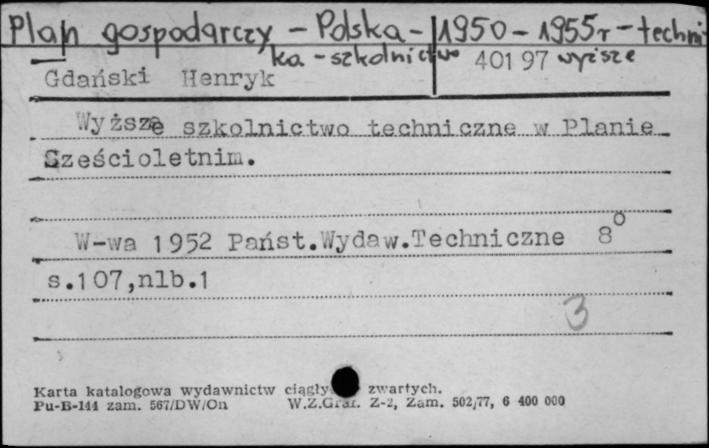 Plan gospodarczy - Polska - 1950 - 1955r - techni
ka - szkolnictwo 401 97 wyższe
Gdański Henryk
Wyższe szkolnictwo techniczne w Planie
Sześcioletnim.
W-wa 1952 Państ.Wydaw.Techniczne 8°
s.107,nlb.1
3
Karta katalogowa wydawnictw zwartych.
Pu-B-144 zam. 567/DW/On W.Z.Graf. Z-2, Zam. 502/77, 6 400 000